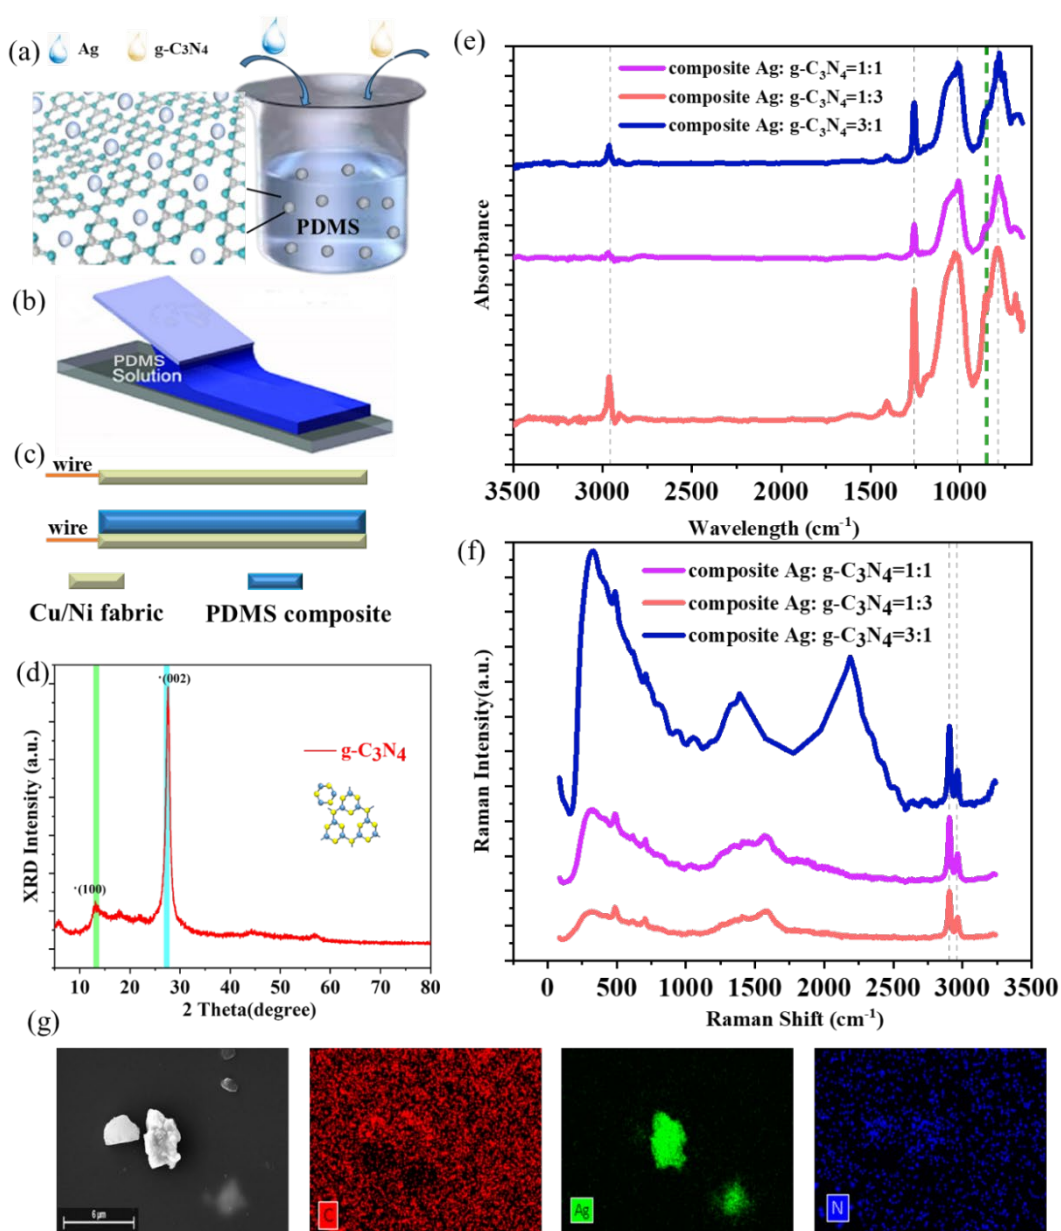 (a)
Ag
g-C3N4
PDMS
(b)
PDMS
Solution
(c)
wire
wire
Cu/Ni fabric
PDMS composite
(d)
(002)
(100)
g-C3N4
XRD Intensity (a.u.)
10 20 30 40 50 60 70 80
2 Theta(degree)
(e)
composite Ag: g-C3N4=1:1
composite Ag: g-C3N4=1:3
composite Ag: g-C3N4=3:1
Absorbance
3500 3000 2500 2000 1500 1000
Wavelength (cm-1)
(f)
composite Ag: g-C3N4=1:1
composite Ag: g-C3N4=1:3
composite Ag: g-C3N4=3:1
Raman Intensity(a.u.)
0 500 1000 1500 2000 2500 3000 3500
Raman Shift (cm-1)
(g)
6 μm
C
Ag
N